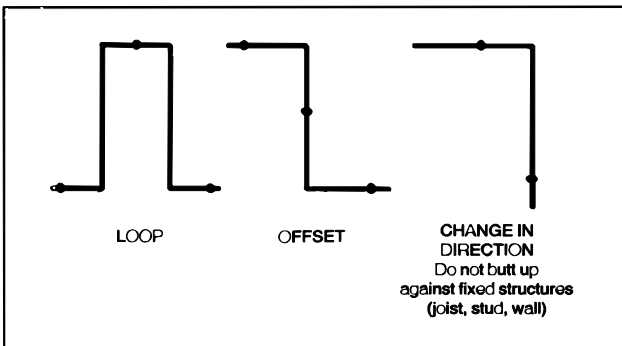 LOOP
OFFSET
CHANGE IN
DIRECTION
Do not butt up
against fixed structures
(joist, stud, wall)